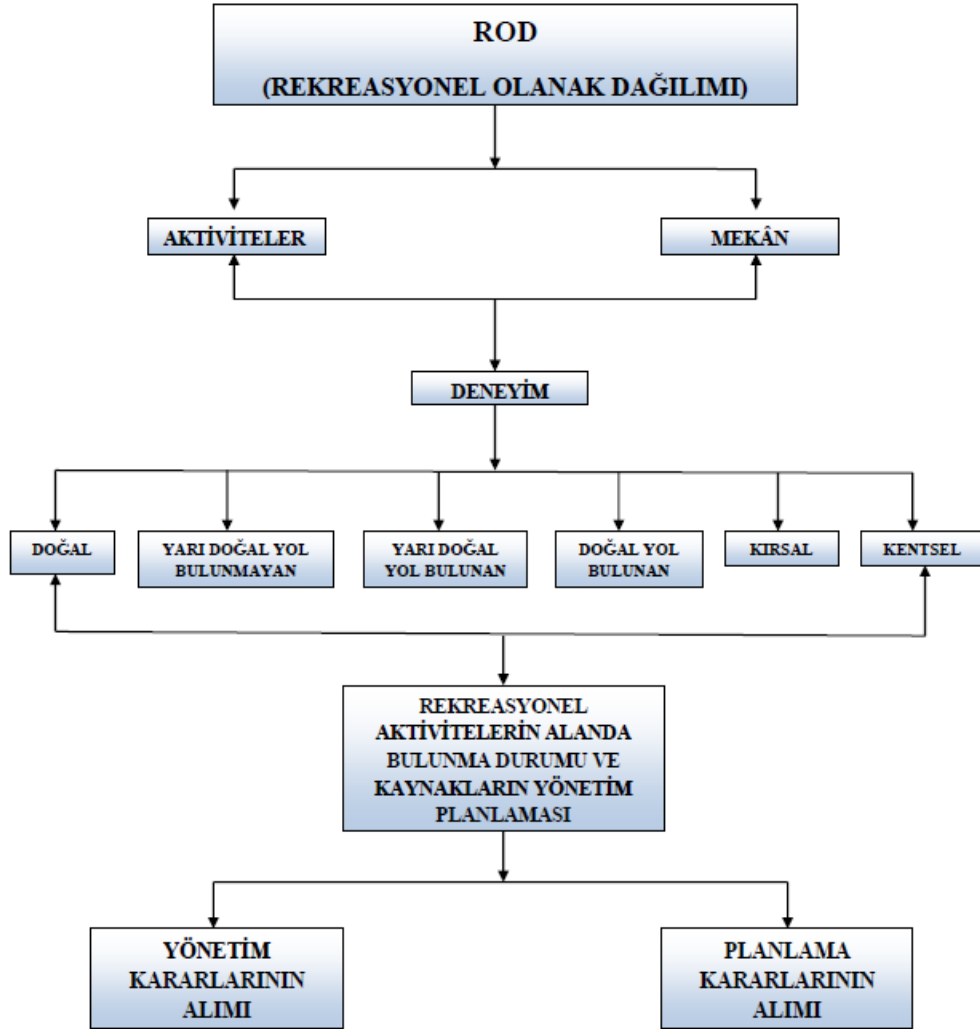 ROD
(REKREASYONEL OLANAK DAĞILIMI)
AKTİVİTELER
MEKÂN
DENEYİM
DOĞAL
YARI DOĞAL YOL
BULUNMAYAN
YARI DOĞAL
YOL BULUNAN
DOĞAL YOL
BULUNAN
KIRSAL
KENTSEL
REKREASYONEL
AKTİVİTELERİN ALANDA
BULUNMA DURUMU VE
KAYNAKLARIN YÖNETİM
PLANLAMASI
YÖNETİM
KARARLARININ
ALIMI
PLANLAMA
KARARLARININ
ALIMI